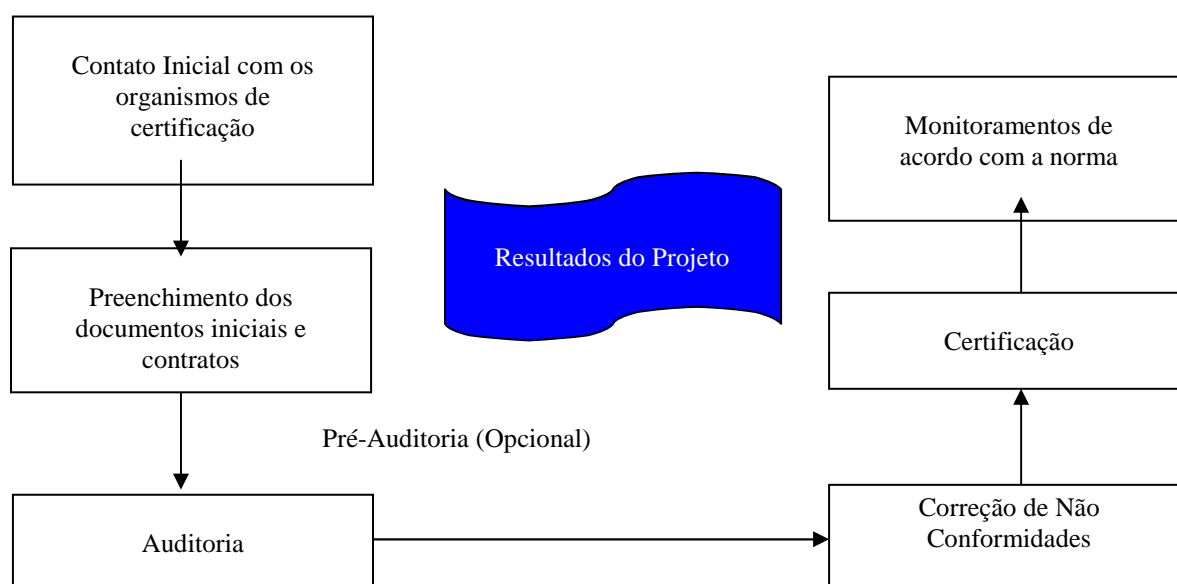 Contato Inicial com os
organismos de
certificação
Preenchimento dos
documentos iniciais e
contratos
Pré-Auditoria (Opcional)
Auditoria
Resultados do Projeto
Monitoramentos de
acordo com a norma
Certificação
Correção de Não
Conformidades